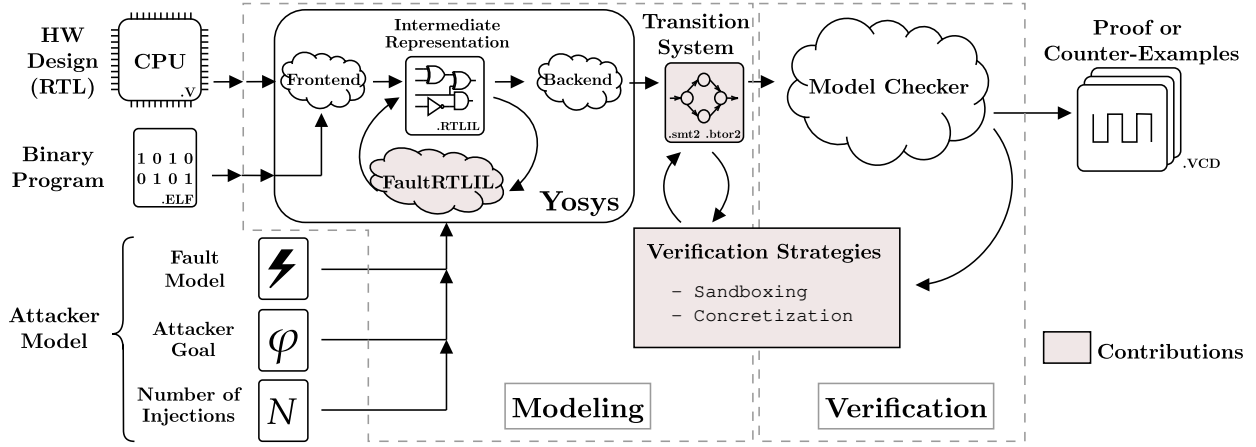 HW
Design
(RTL)
CPU
.V
Binary
Program
1 0 1 0
0 1 0 1
.ELF
Attacker
Model
Fault
Model
Attacker
Goal
φ
Number of
Injections
N
Frontend
Intermediate
Representation
.RTLIL
Backend
FaultRTLIL
Yosys
Transition
System
.smt2 .btor2
Model Checker
Verification Strategies
- Sandboxing
- Concretization
Modeling
Verification
Proof or
Counter-Examples
.VCD
Contributions